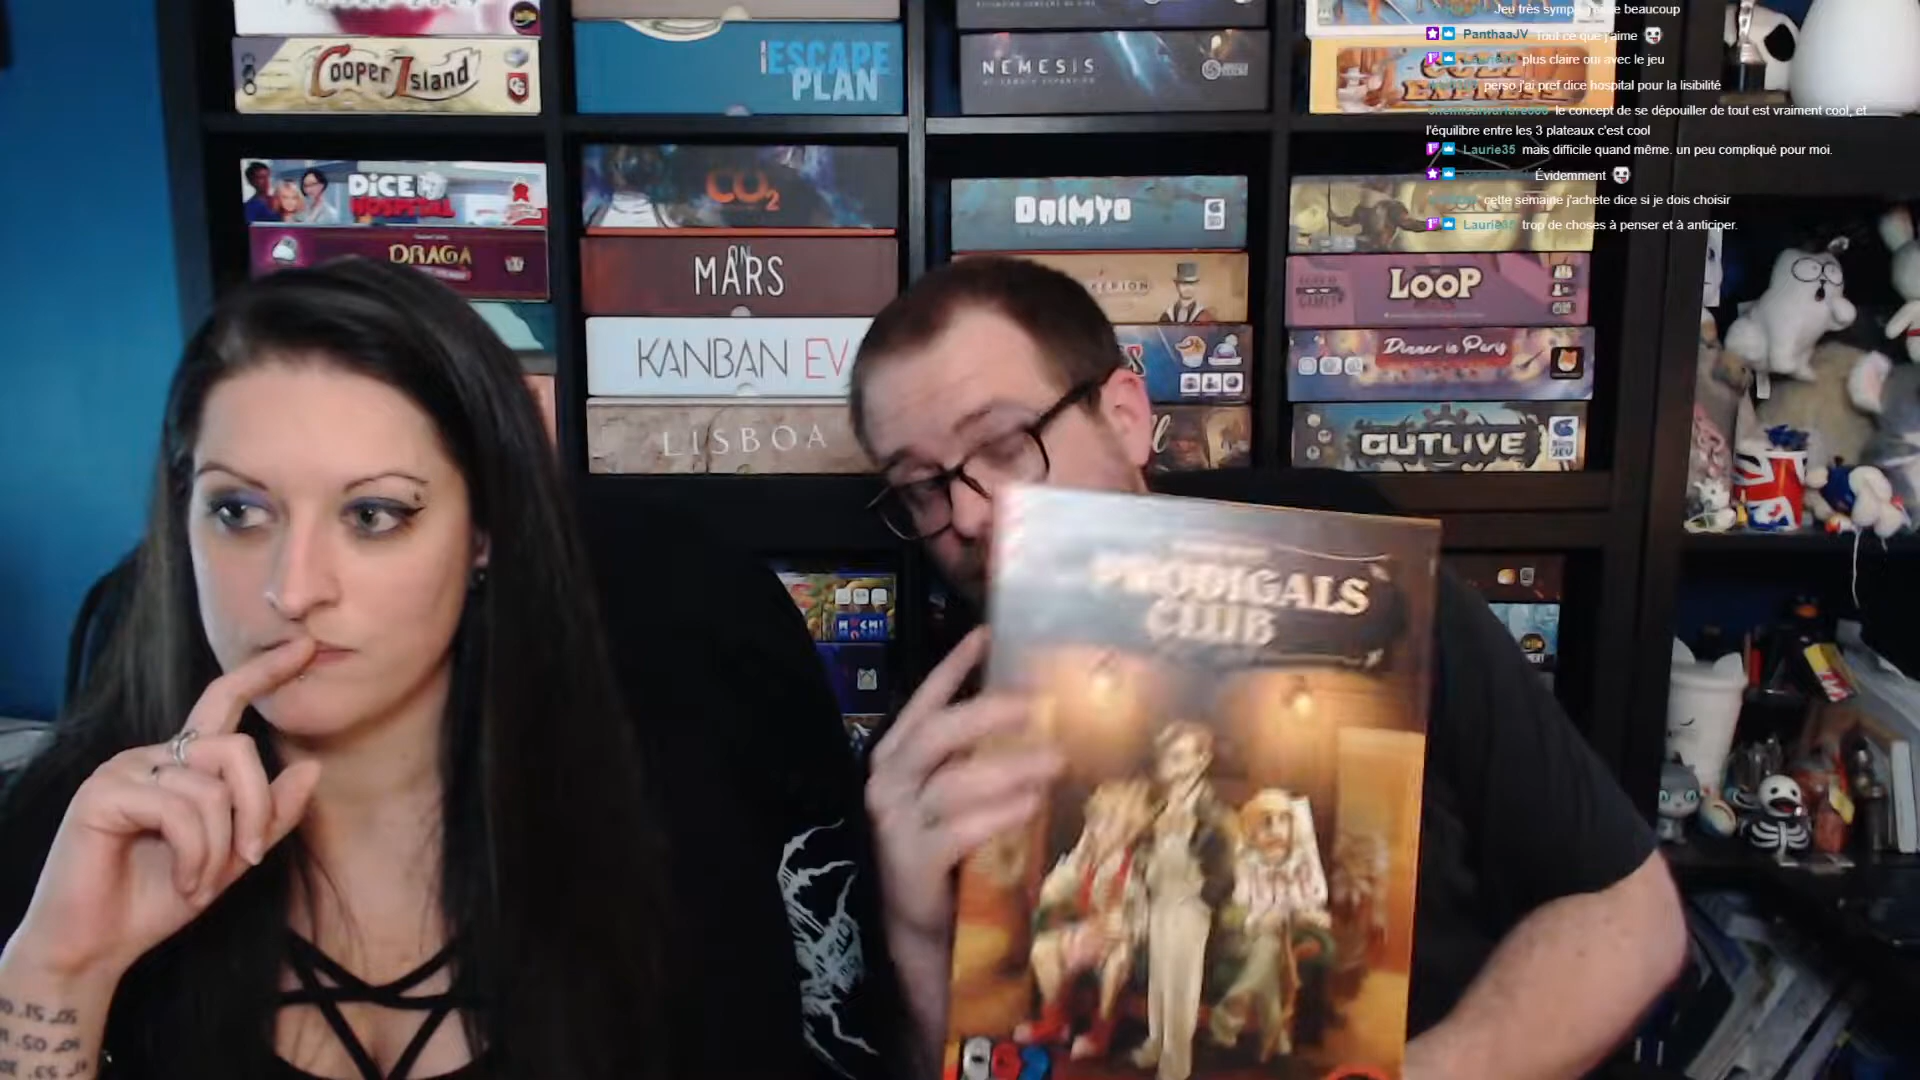 Jeu très symp
beaucoup
PanthaaJV Tout ce que j'aime
plus claire oui avec le jeu
perso j'ai pref dice hospital pour la lisibilité
le concept de se dépouiller de tout est vraiment cool, et
l'équilibre entre les 3 plateaux c'est cool
Laurie35 mais difficile quand même. un peu compliqué pour moi.
Évidemment
cette semaine j'achete dice si je dois choisir
Laurie35 trop de choses à penser et à anticiper.
Cooper Island
ESCAPE
PLAN
NEMESIS
DICE
HOSPITAL
CO2
DAIMYO
DRAGA
ON
MARS
LOOP
KANBAN EV
Dinner in Paris
LISBOA
OUTLIVE
PRODIGALS
CLUB